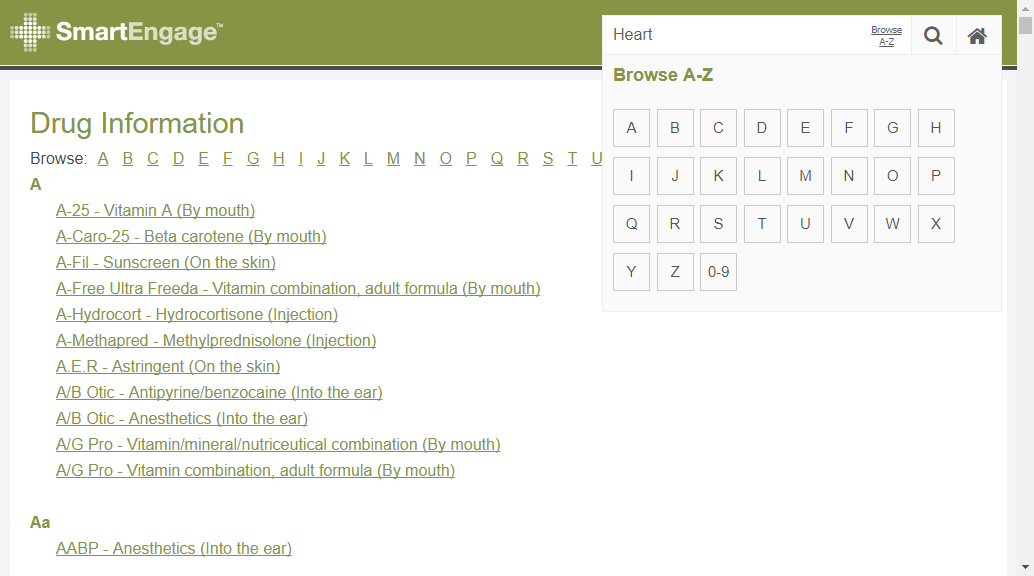 SmartEngage™
Heart
Browse A-Z
Browse A-Z
A B C D E F G H
I J K L M N O P
Q R S T U V W X
Y Z 0-9
Drug Information
Browse: A B C D E F G H I J K L M N O P Q R S T U
A
A-25 - Vitamin A (By mouth)
A-Caro-25 - Beta carotene (By mouth)
A-Fil - Sunscreen (On the skin)
A-Free Ultra Freeda - Vitamin combination, adult formula (By mouth)
A-Hydrocort - Hydrocortisone (Injection)
A-Methapred - Methylprednisolone (Injection)
A.E.R - Astringent (On the skin)
A/B Otic - Antipyrine/benzocaine (Into the ear)
A/B Otic - Anesthetics (Into the ear)
A/G Pro - Vitamin/mineral/nutriceutical combination (By mouth)
A/G Pro - Vitamin combination, adult formula (By mouth)
Aa
AABP - Anesthetics (Into the ear)